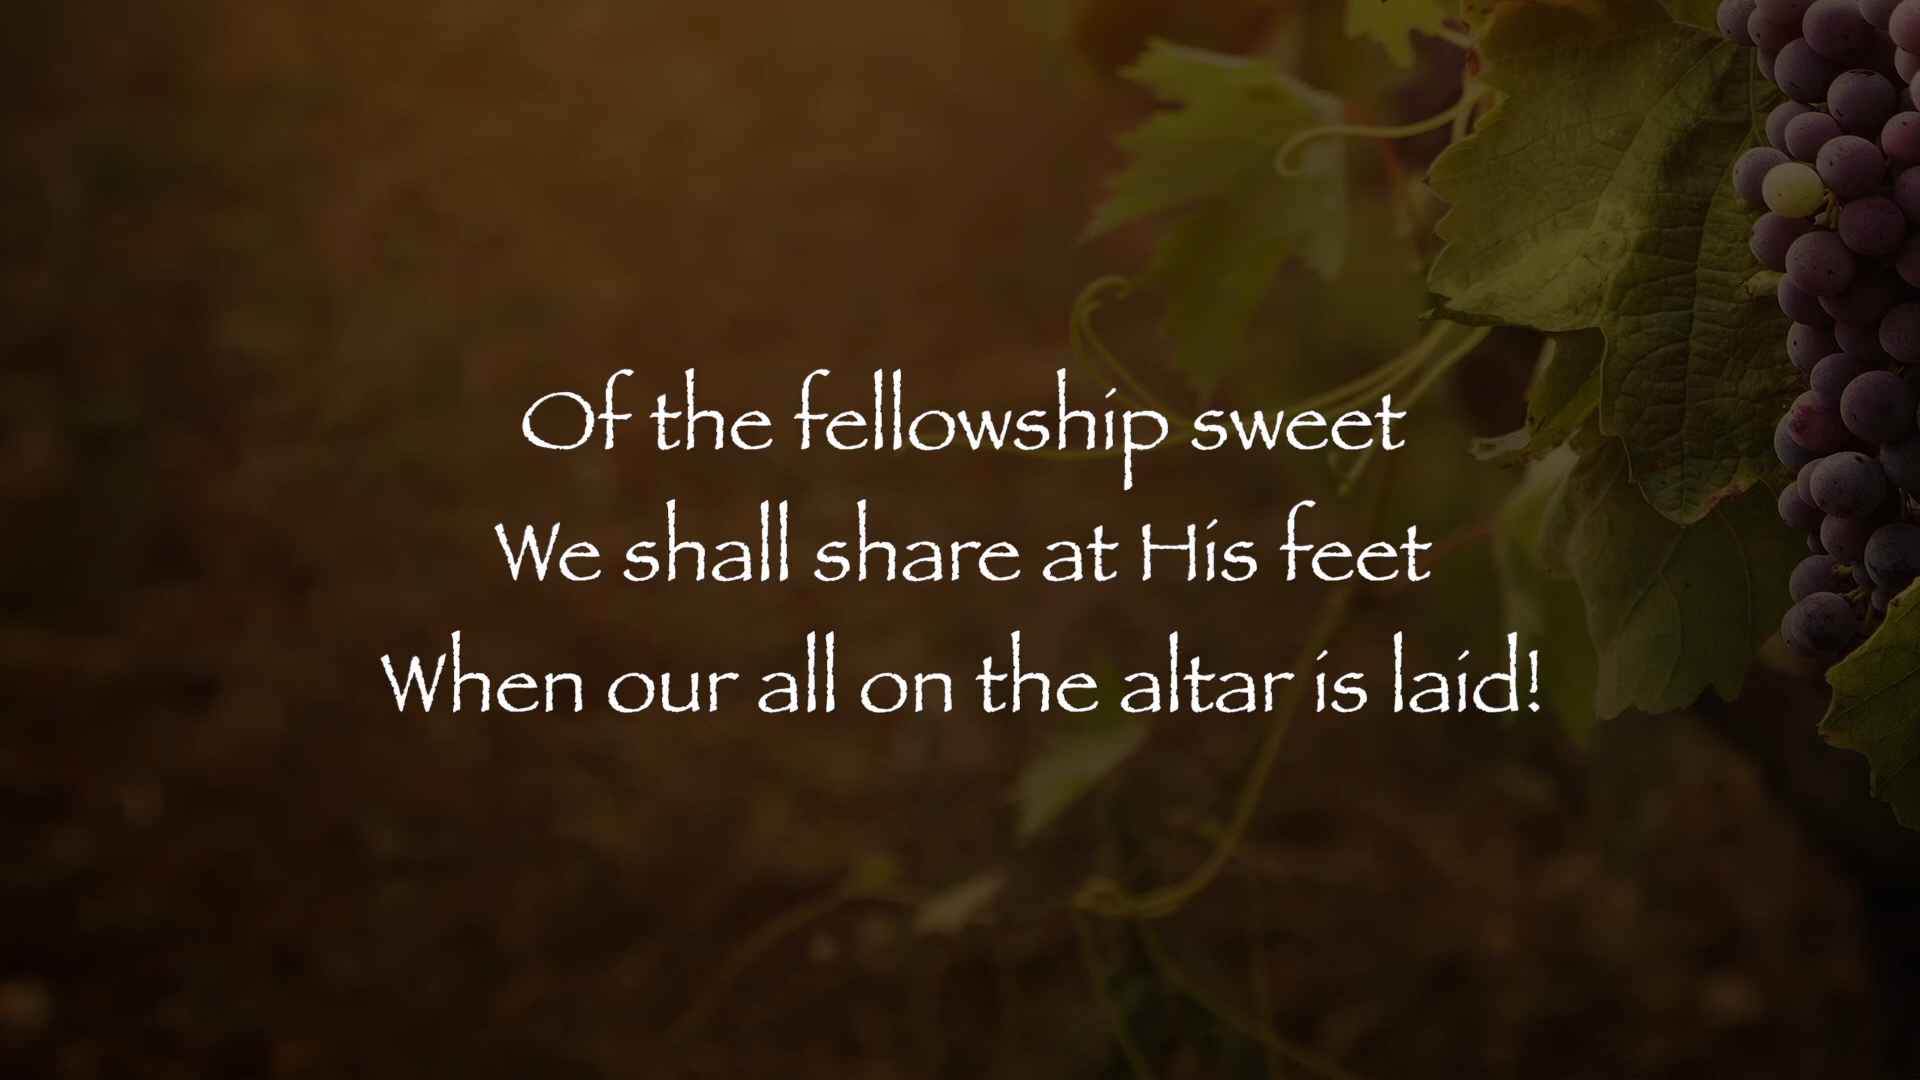 Of the fellowship sweet
We shall share at His feet
When our all on the altar is laid!